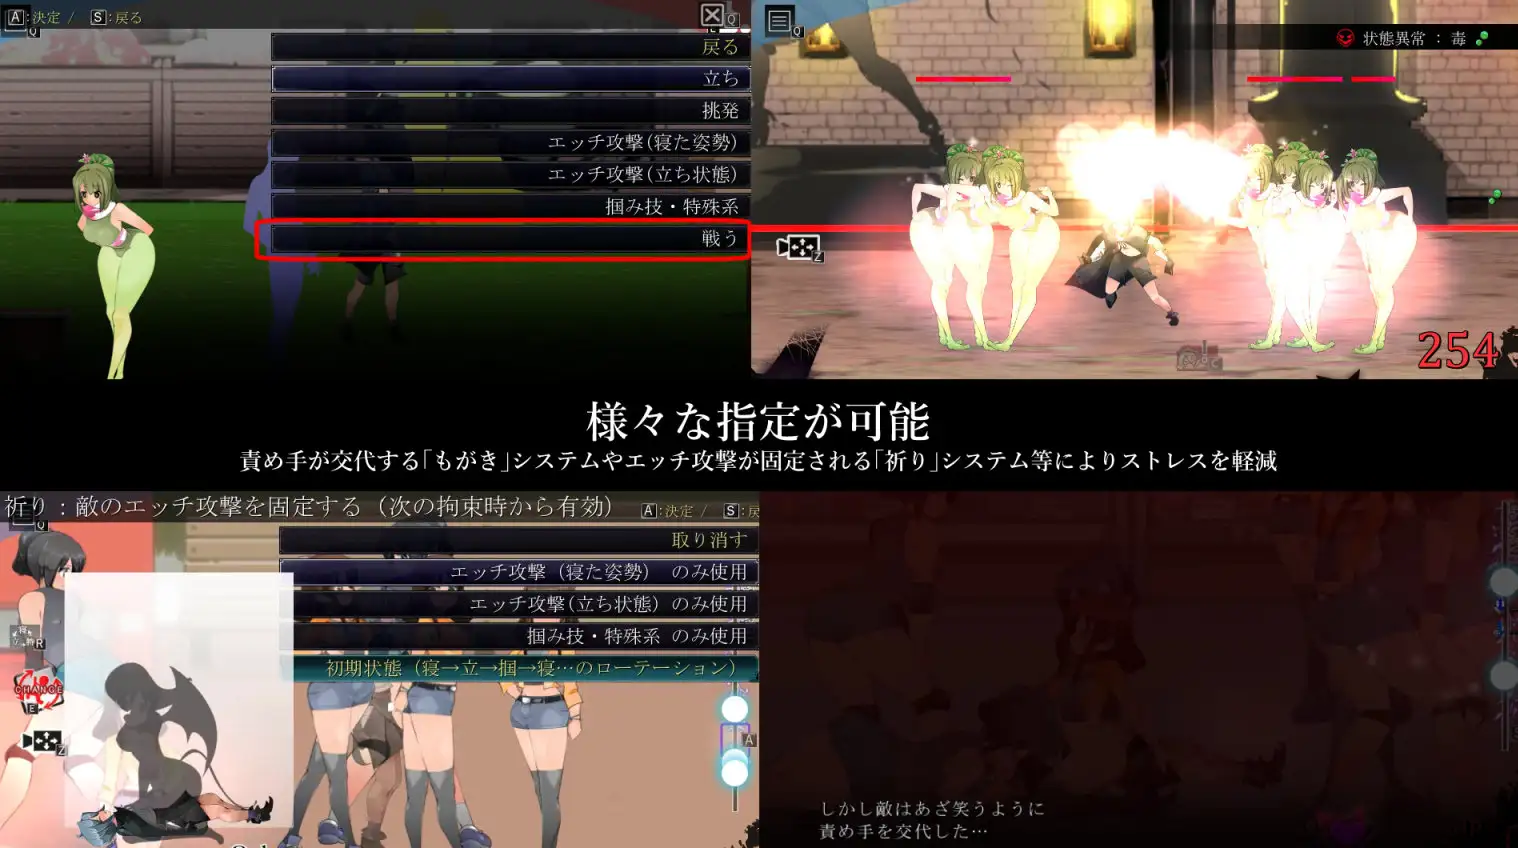 A:決定 / S:戻る
Q
Q
戻る
立ち
挑発
エッチ攻撃(寝た姿勢)
エッチ攻撃(立ち状態)
掴み技・特殊系
戦う
Q
状態異常 : 毒
Z
254
様々な指定が可能
責め手が交代する「もがき」システムやエッチ攻撃が固定される「祈り」システム等によりストレスを軽減
祈り:敵のエッチ攻撃を固定する(次の拘束時から有効)
A:決定 / S:戻
Q
取り消す
エッチ攻撃 (寝た姿勢) のみ使用
エッチ攻撃(立ち状態) のみ使用
掴み技・特殊系 のみ使用
初期状態 (寝→立→掴→寝…のローテーション)
R
CHANGE
E
Z
A
しかし敵はあざ笑うように
責め手を交代した…